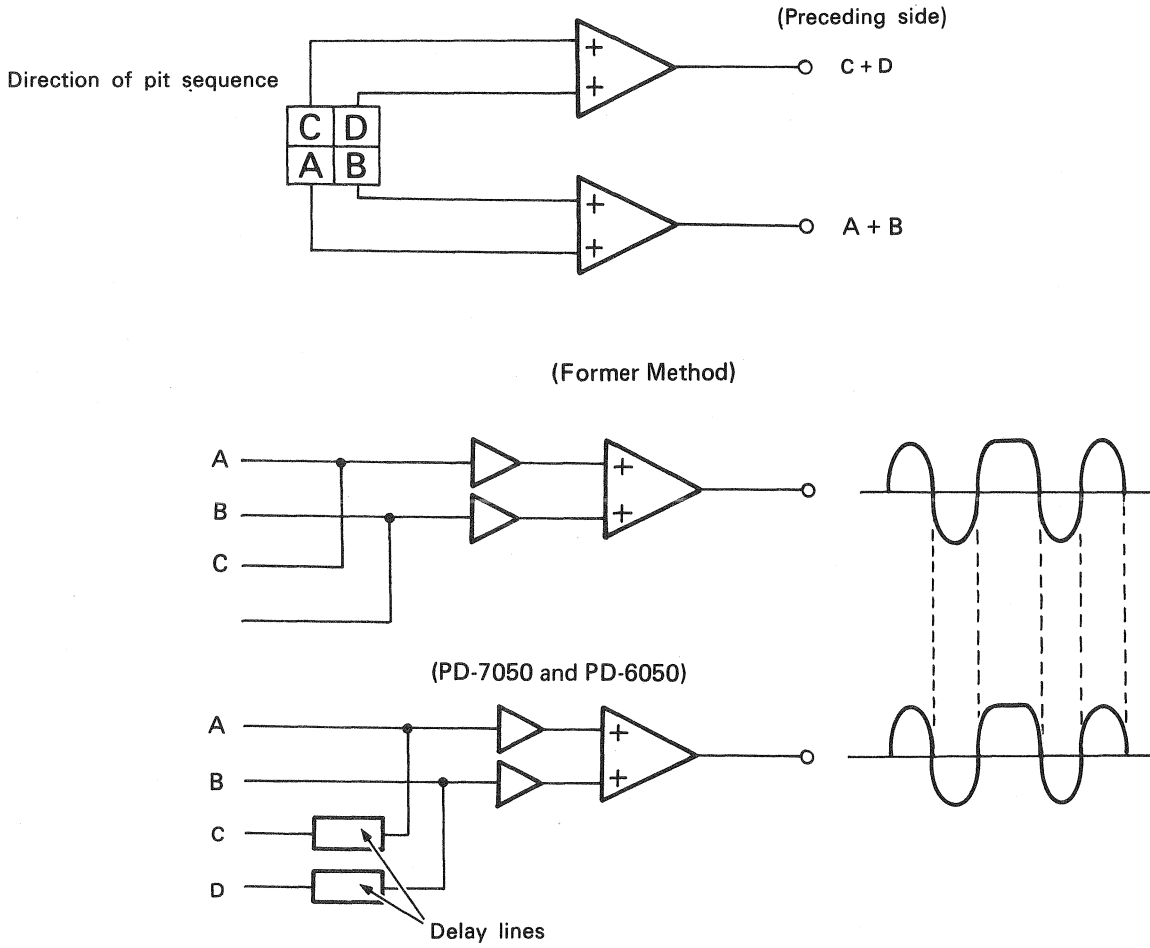 (Preceding side)
C + D
Direction of pit sequence
+
+
C D
A B
+
+
A + B
(Former Method)
A
B
C
+
+
(PD-7050 and PD-6050)
A
B
C
D
+
+
Delay lines